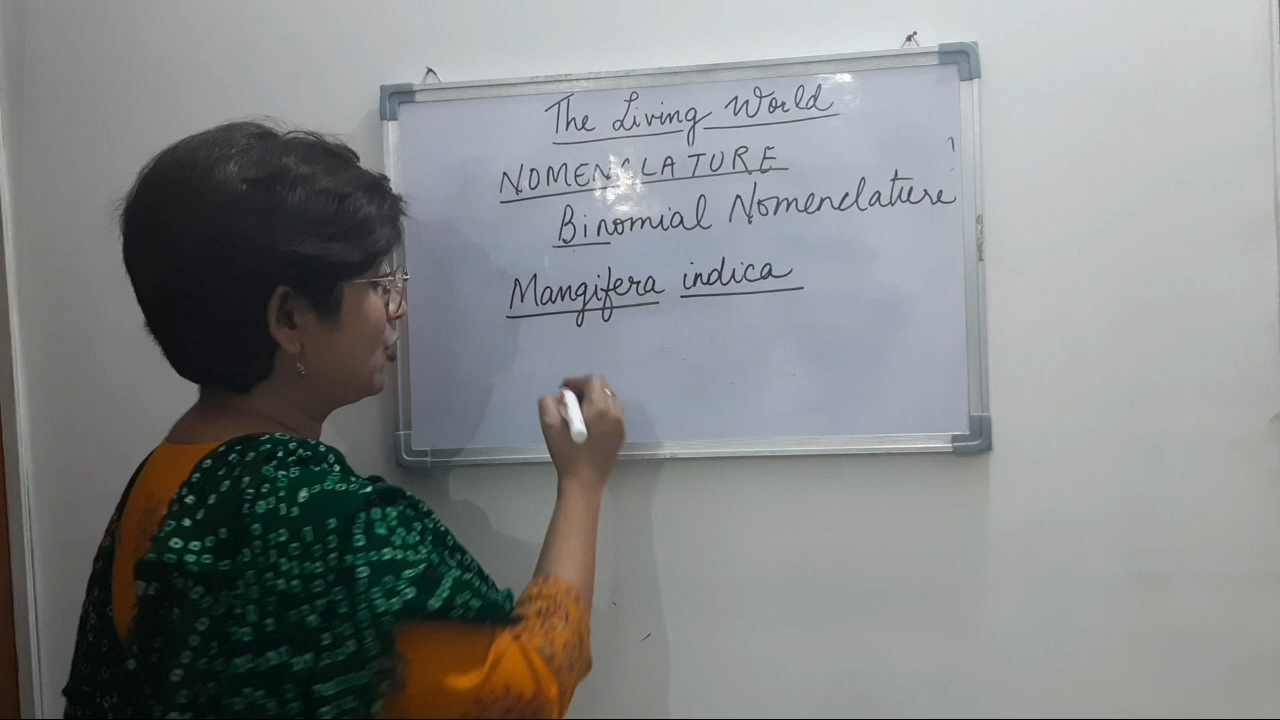 The Living World
NOMENCLATURE
Binomial Nomenclature
Mangifera indica